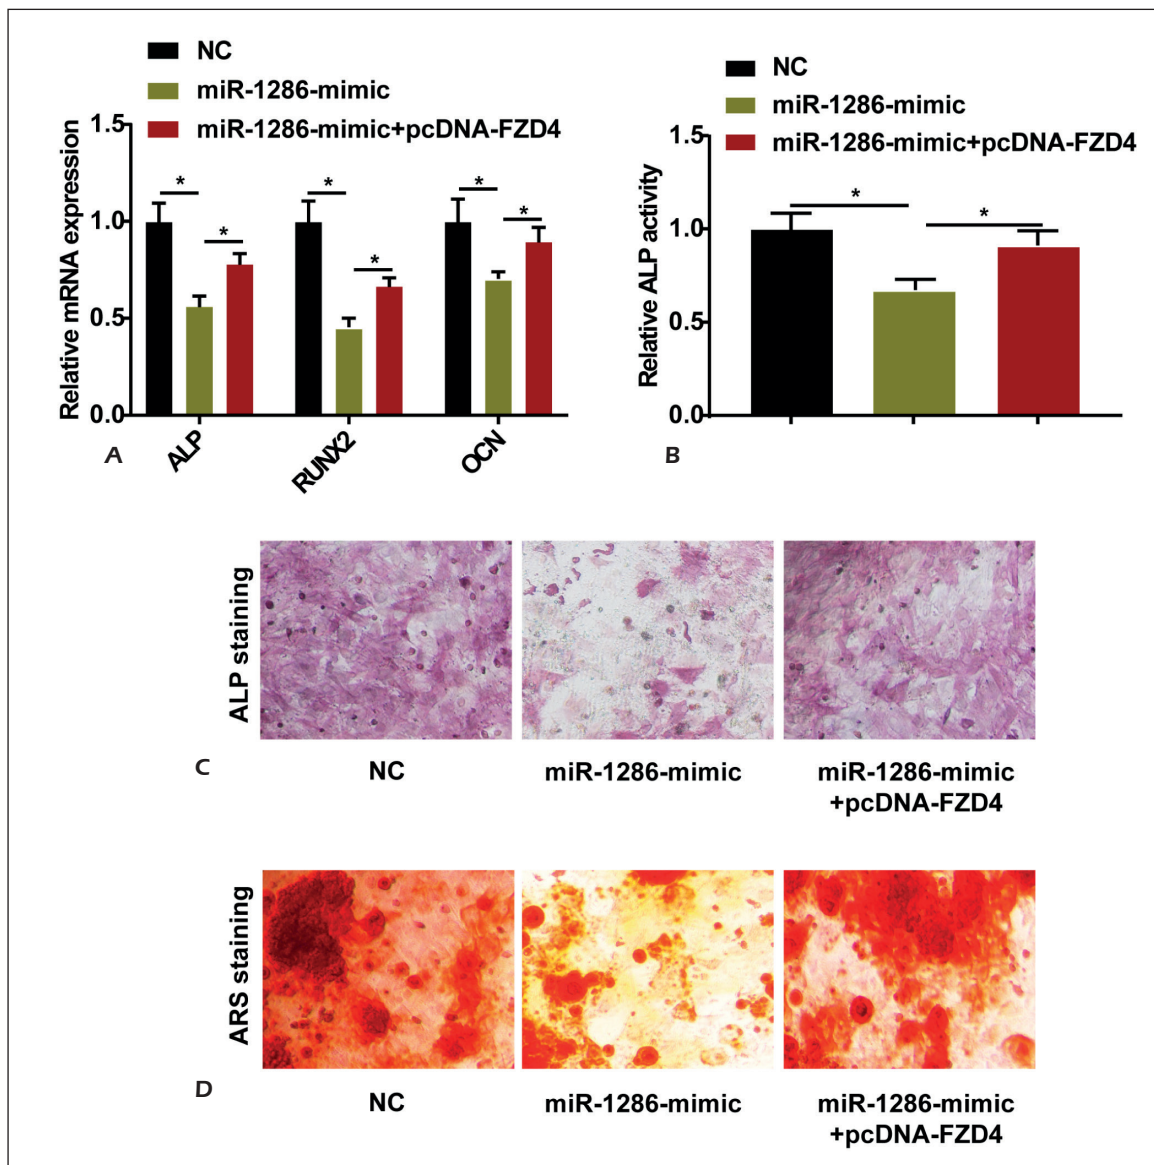 NC
miR-1286-mimic
miR-1286-mimic+pcDNA-FZD4
Relative mRNA expression
1.5
1.0
0.5
0.0
*
*
*
*
*
*
ALP
RUNX2
OCN
A
NC
miR-1286-mimic
miR-1286-mimic+pcDNA-FZD4
Relative ALP activity
1.5
1.0
0.5
0.0
*
*
B
ALP staining
NC
miR-1286-mimic
miR-1286-mimic
+pcDNA-FZD4
C
ARS staining
NC
miR-1286-mimic
miR-1286-mimic
+pcDNA-FZD4
D